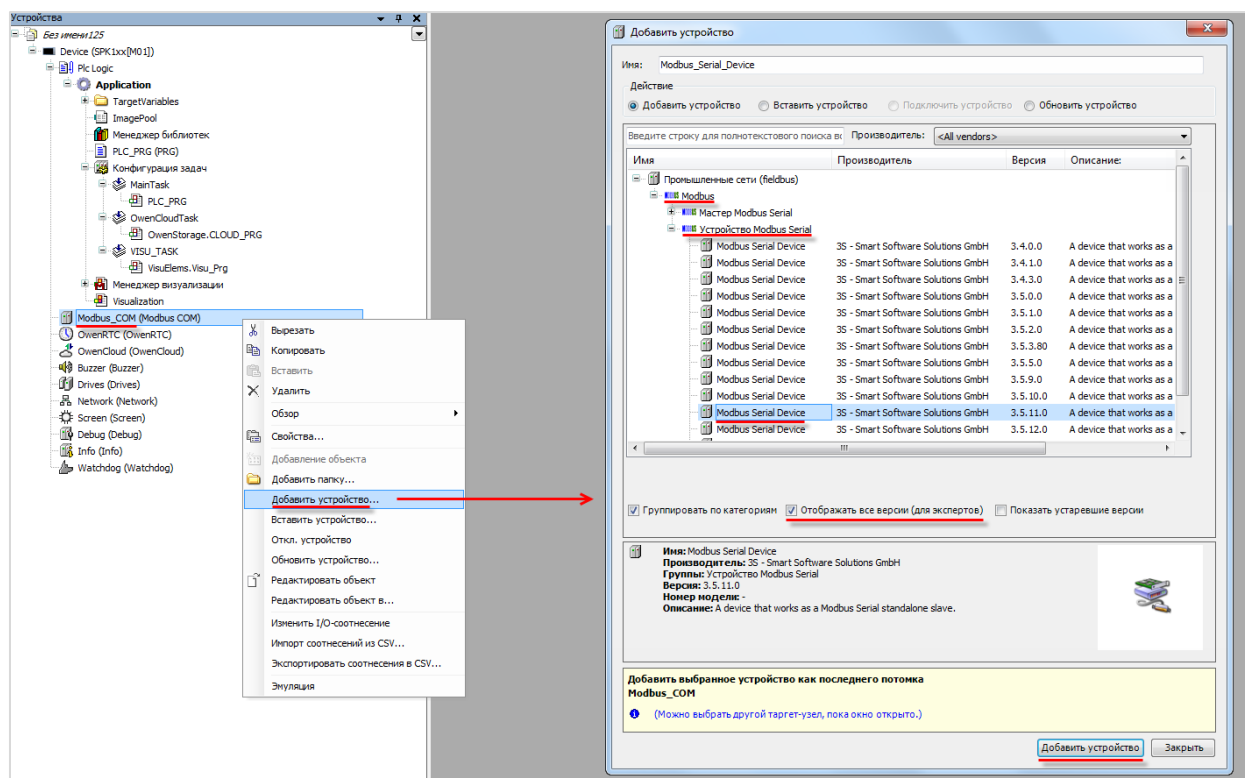 Устройства
Без имени125
Device (SPK1xx[M01])
Plc Logic
Application
TargetVariables
ImagePool
Менеджер библиотек
PLC_PRG (PRG)
Конфигурация задач
MainTask
PLC_PRG
OwenCloudTask
OwenStorage.CLOUD_PRG
VISU_TASK
VisuElems.Visu_Prg
Менеджер визуализации
Visualization
Modbus_COM (Modbus COM)
OwenRTC (OwenRTC)
OwenCloud (OwenCloud)
Buzzer (Buzzer)
Drives (Drives)
Network (Network)
Screen (Screen)
Debug (Debug)
Info (Info)
Watchdog (Watchdog)
Вырезать
Копировать
Вставить
Удалить
Обзор
Свойства...
Добавление объекта
Добавить папку...
Добавить устройство...
Вставить устройство...
Откл. устройство
Обновить устройство...
Редактировать объект
Редактировать объект в...
Изменить I/O-соотнесение
Импорт соотнесений из CSV...
Экспортировать соотнесения в CSV...
Эмуляция
Добавить устройство
Имя: Modbus_Serial_Device
Действие
Добавить устройство Вставить устройство Подключить устройство Обновить устройство
Введите строку для полнотекстового поиска Производитель: <All vendors>
Имя Производитель Версия Описание:
Промышленные сети (fieldbus)
Modbus
Мастер Modbus Serial
Устройство Modbus Serial
Modbus Serial Device 3S - Smart Software Solutions GmbH 3.4.0.0 A device that works as a
Modbus Serial Device 3S - Smart Software Solutions GmbH 3.4.1.0 A device that works as a
Modbus Serial Device 3S - Smart Software Solutions GmbH 3.4.3.0 A device that works as a
Modbus Serial Device 3S - Smart Software Solutions GmbH 3.5.0.0 A device that works as a
Modbus Serial Device 3S - Smart Software Solutions GmbH 3.5.1.0 A device that works as a
Modbus Serial Device 3S - Smart Software Solutions GmbH 3.5.2.0 A device that works as a
Modbus Serial Device 3S - Smart Software Solutions GmbH 3.5.3.80 A device that works as a
Modbus Serial Device 3S - Smart Software Solutions GmbH 3.5.5.0 A device that works as a
Modbus Serial Device 3S - Smart Software Solutions GmbH 3.5.9.0 A device that works as a
Modbus Serial Device 3S - Smart Software Solutions GmbH 3.5.10.0 A device that works as a
Modbus Serial Device 3S - Smart Software Solutions GmbH 3.5.11.0 A device that works as a
Modbus Serial Device 3S - Smart Software Solutions GmbH 3.5.12.0 A device that works as a
Группировать по категориям Отображать все версии (для экспертов) Показать устаревшие версии
Имя: Modbus Serial Device
Производитель: 3S - Smart Software Solutions GmbH
Группы: Устройство Modbus Serial
Версия: 3.5.11.0
Номер модели: -
Описание: A device that works as a Modbus Serial standalone slave.
Добавить выбранное устройство как последнего потомка
Modbus_COM
(Можно выбрать другой таргет-узел, пока окно открыто.)
Добавить устройство Закрыть